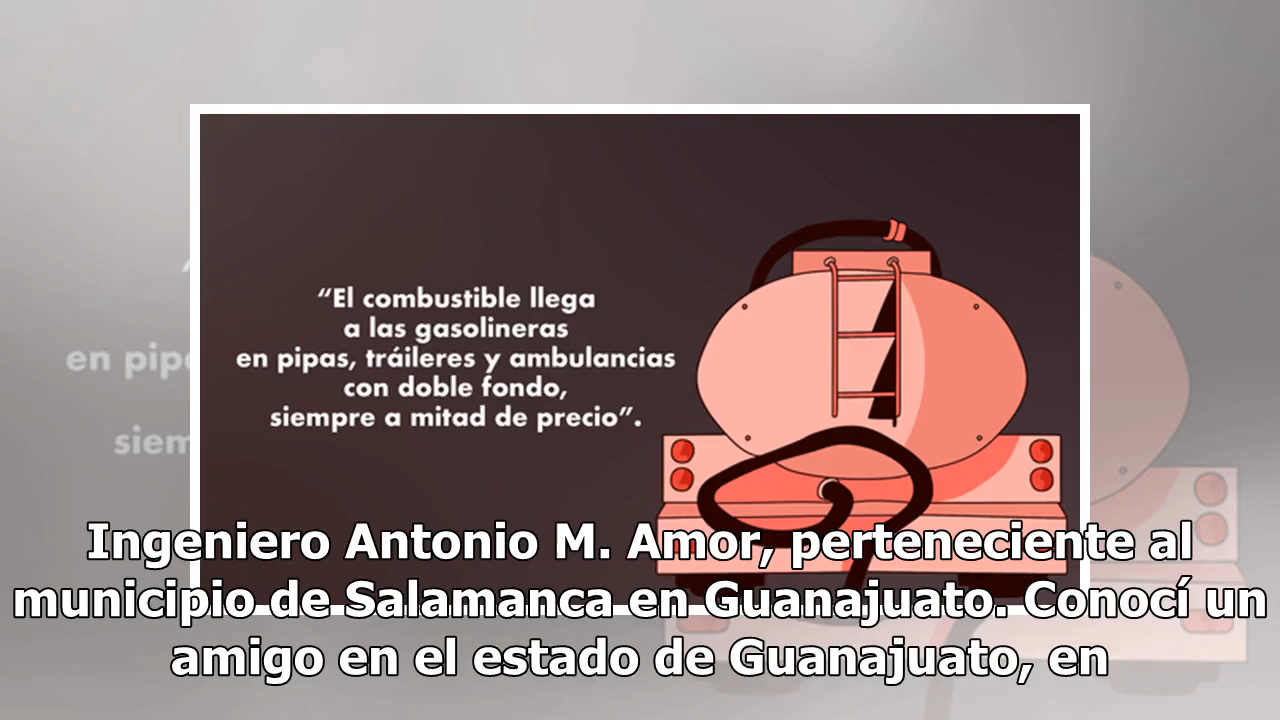 “El combustible llega
a las gasolineras
en pipas, tráileres y ambulancias
con doble fondo,
siempre a mitad de precio”.
Ingeniero Antonio M. Amor, perteneciente al
municipio de Salamanca en Guanajuato. Conocí un
amigo en el estado de Guanajuato, en